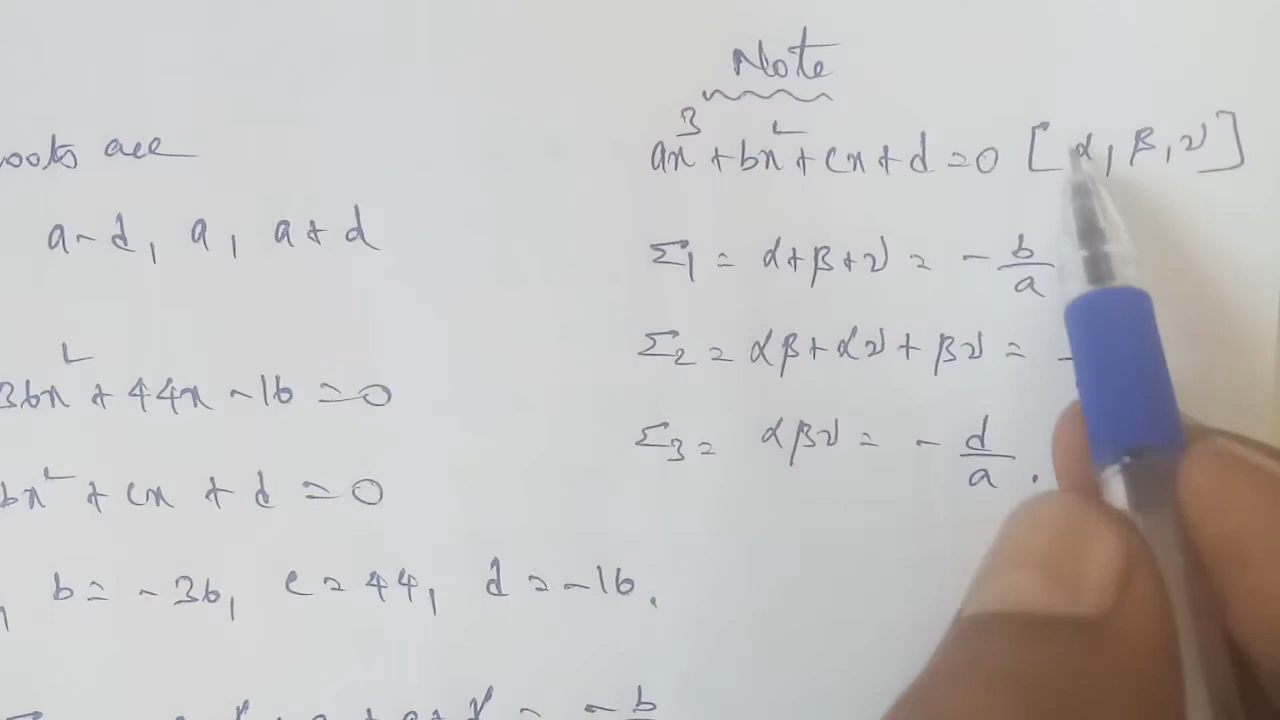 Note
ax³ + bx² + cx + d = 0 [α, β, γ]
Σ1 = α+β+γ = - b/a
Σ2 = αβ + αγ + βγ =
Σ3 = αβγ = - d/a .
are
a-d, a, a+d
36x² + 44x - 16 = 0
bx² + cx + d = 0
b = -36, c = 44, d = -16.
- b